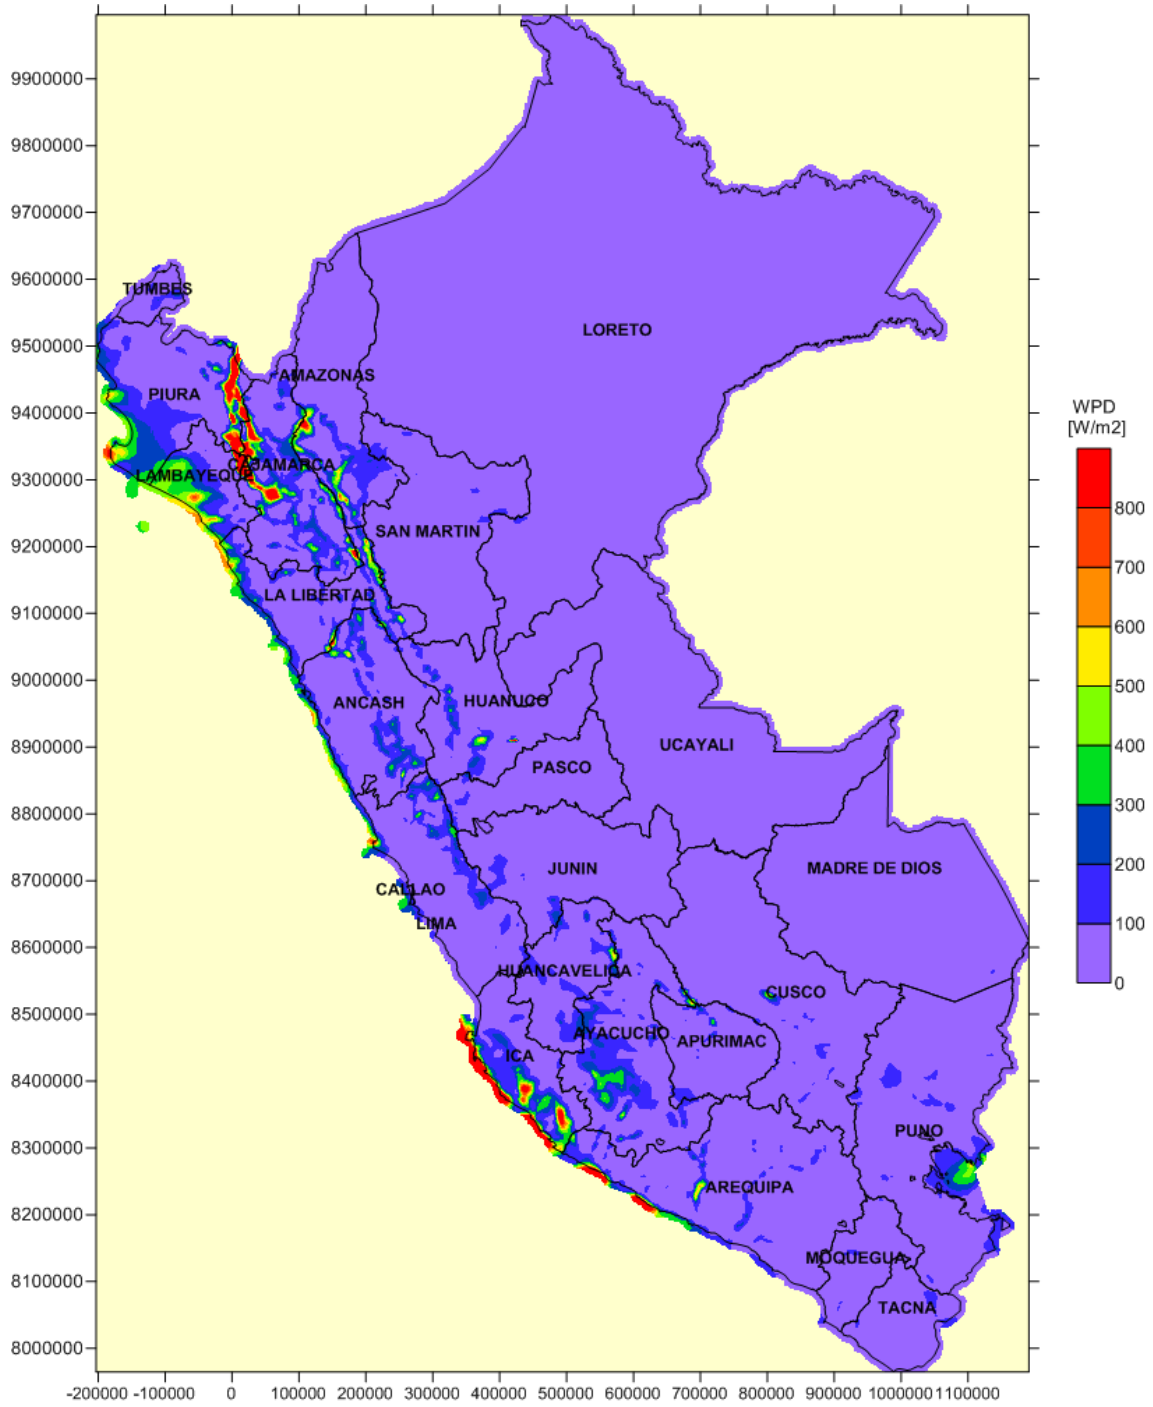 9900000
9800000
9700000
9600000
9500000
9400000
9300000
9200000
9100000
9000000
8900000
8800000
8700000
8600000
8500000
8400000
8300000
8200000
8100000
8000000
TUMBES
LORETO
AMAZONAS
PIURA
CAJAMARCA
LAMBAYEQUE
SAN MARTIN
LA LIBERTAD
ANCASH
HUANUCO
UCAYALI
PASCO
JUNIN
MADRE DE DIOS
CALLAO
LIMA
HUANCAVELICA
CUSCO
AYACUCHO
APURIMAC
ICA
PUNO
AREQUIPA
MOQUEGUA
TACNA
-200000 -100000 0 100000 200000 300000 400000 500000 600000 700000 800000 900000 1000000 1100000
WPD
[W/m2]
800
700
600
500
400
300
200
100
0